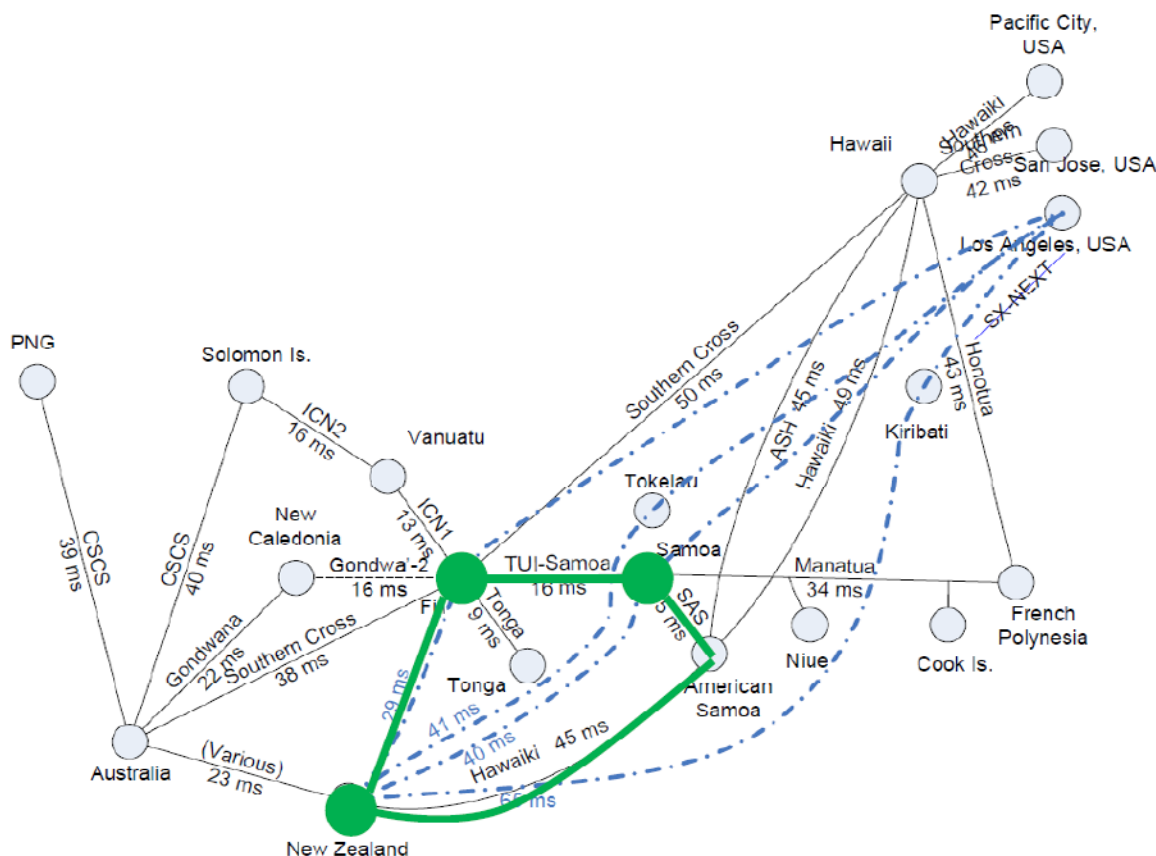 Pacific City,
USA
Hawaiki
Hawaii
Southern
Cross
42 ms
San Jose, USA
Los Angeles, USA
SX-NEXT
PNG
Solomon Is.
Southern Cross
50 ms
ASH 45 ms
Hawaiki 49 ms
Honotua
43 ms
Kiribati
ICN2
16 ms
Vanuatu
Tokelau
ICN1
13 ms
New
Caledonia
CSCS
39 ms
CSCS
40 ms
Gondwa'-2
16 ms
TUI-Samoa
16 ms
Samoa
Manatua
34 ms
SAS
5 ms
Tonga
9 ms
French
Polynesia
Niue
Cook Is.
Gondwana
22 ms
Southern Cross
38 ms
Tonga
American
Samoa
29 ms
41 ms
40 ms
Hawaiki 45 ms
Australia
(Various)
23 ms
New Zealand